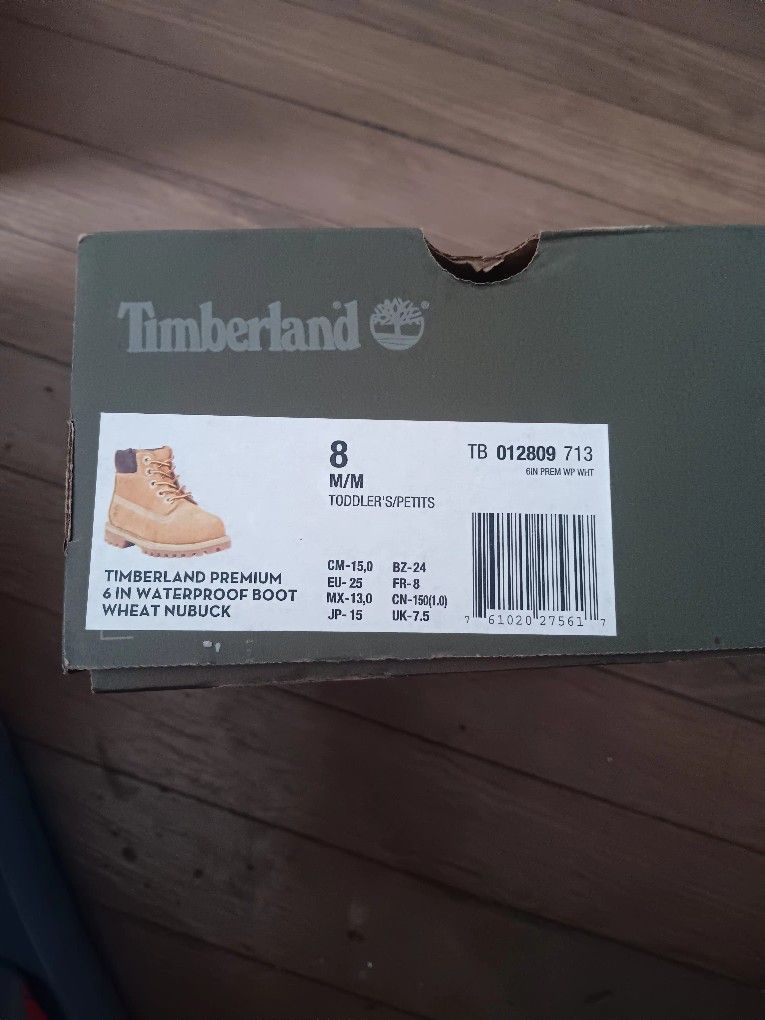 Timberland®
8
M/M
TODDLER'S/PETITS
TB 012809 713
6IN PREM WP WHT
TIMBERLAND PREMIUM
6 IN WATERPROOF BOOT
WHEAT NUBUCK
CM-15,0 BZ-24
EU-25 FR-8
MX-13,0 CN-150(1.0)
JP-15 UK-7.5
7 61020 27561 7